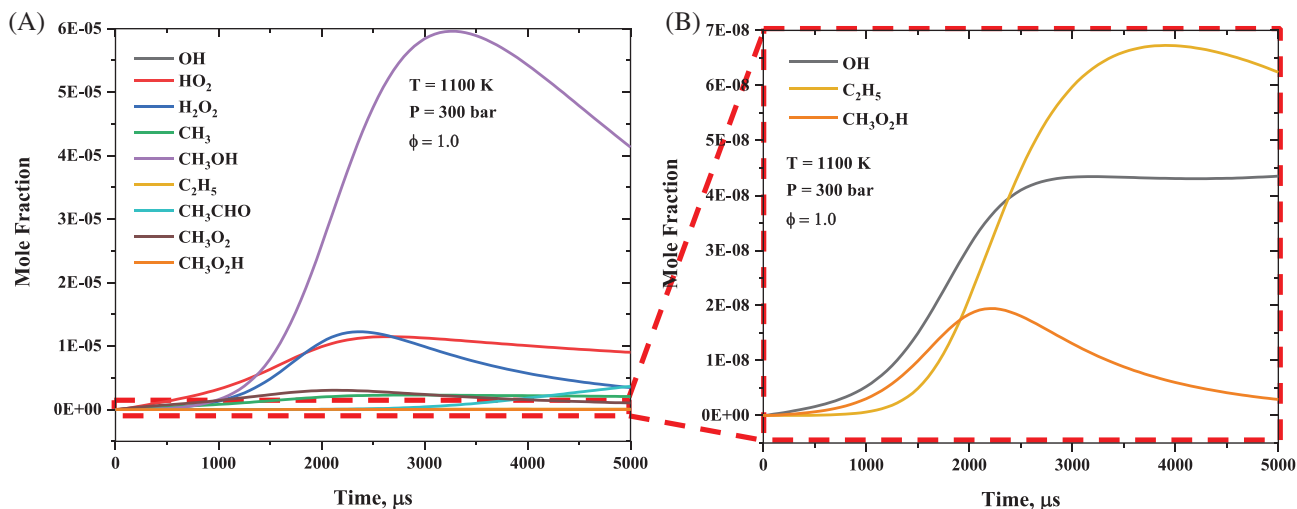 (A)
6E-05
5E-05
4E-05
3E-05
2E-05
1E-05
0E+00
Mole Fraction
OH
HO₂
H₂O₂
CH₃
CH₃OH
C₂H₅
CH₃CHO
CH₃O₂
CH₃O₂H
T = 1100 K
P = 300 bar
ϕ = 1.0
0 1000 2000 3000 4000 5000
Time, μs
(B)
7E-08
6E-08
5E-08
4E-08
3E-08
2E-08
1E-08
0E+00
Mole Fraction
OH
C₂H₅
CH₃O₂H
T = 1100 K
P = 300 bar
ϕ = 1.0
0 1000 2000 3000 4000 5000
Time, μs